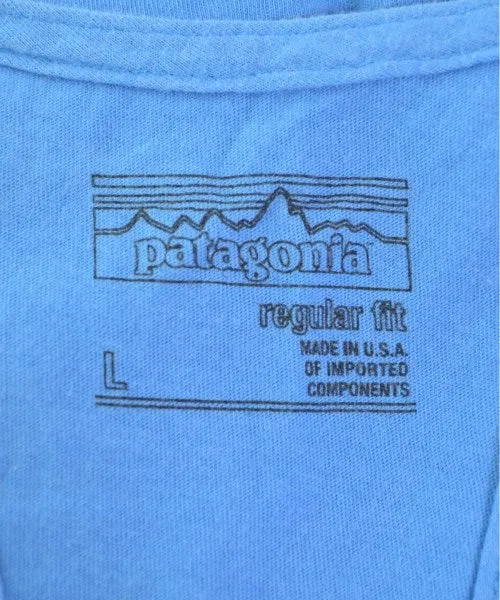 patagonia
regular fit
MADE IN U.S.A.
OF IMPORTED
COMPONENTS
L